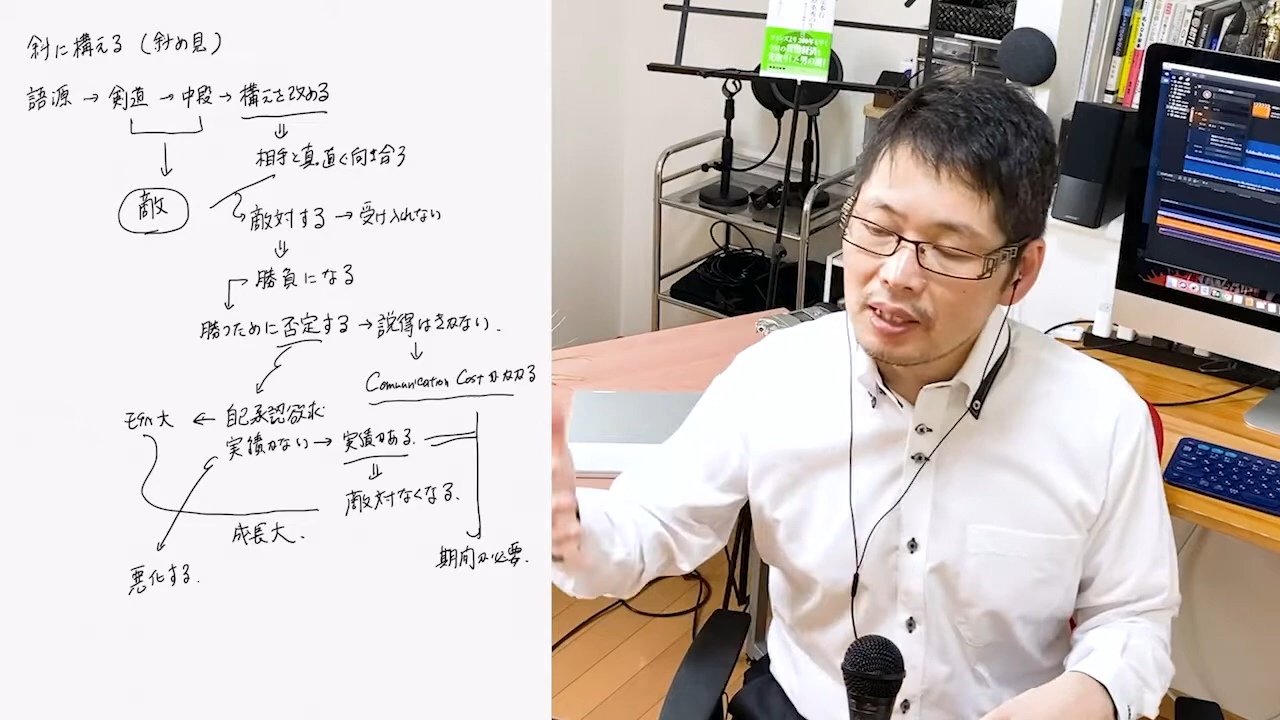 斜に構える（斜め見）
語源 → 剣道 → 中段 → 構えを改める
相手と真直ぐ向き合う
敵
敵対する → 受け入れない
勝負になる
勝つために否定する → 説得はきかない.
Comunication Costがかかる
モチベ大 ← 自己承認欲求
実績がない → 実績がある.
敵対なくなる.
成長大.
期間が必要.
悪化する.